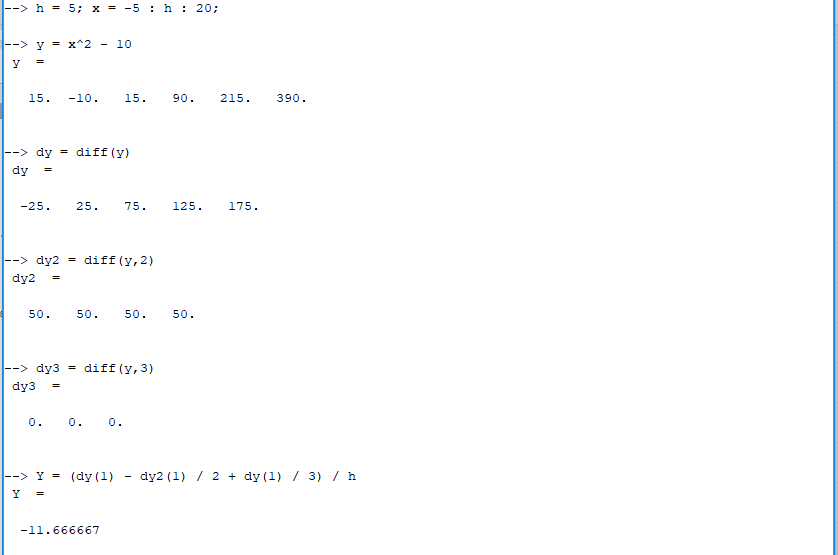 --> h = 5; x = -5 : h : 20;
--> y = x^2 - 10
y  =
15.  -10.   15.   90.   215.   390.
--> dy = diff(y)
dy  =
-25.   25.   75.   125.   175.
--> dy2 = diff(y,2)
dy2  =
50.   50.   50.   50.
--> dy3 = diff(y,3)
dy3  =
0.   0.   0.
--> Y = (dy(1) - dy2(1) / 2 + dy(1) / 3) / h
Y  =
-11.666667